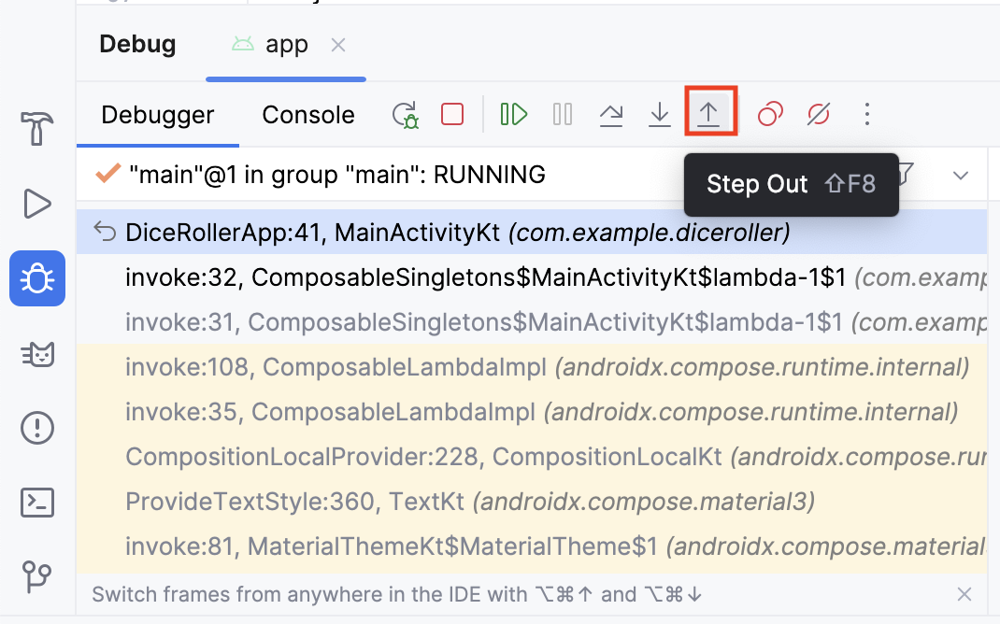 Debug app
Debugger Console
"main"@1 in group "main": RUNNING
Step Out ⇧F8
DiceRollerApp:41, MainActivityKt (com.example.diceroller)
invoke:32, ComposableSingletons$MainActivityKt$lambda-1$1 (com.examp
invoke:31, ComposableSingletons$MainActivityKt$lambda-1$1 (com.examp
invoke:108, ComposableLambdaImpl (androidx.compose.runtime.internal)
invoke:35, ComposableLambdaImpl (androidx.compose.runtime.internal)
CompositionLocalProvider:228, CompositionLocalKt (androidx.compose.rur
ProvideTextStyle:360, TextKt (androidx.compose.material3)
invoke:81, MaterialThemeKt$MaterialTheme$1 (androidx.compose.material
Switch frames from anywhere in the IDE with ⌥⌘↑ and ⌥⌘↓